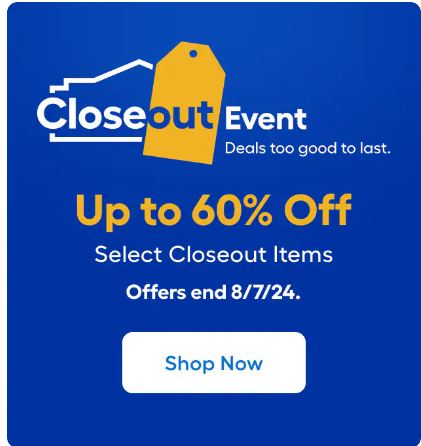 Closeout Event
Deals too good to last.
Up to 60% Off
Select Closeout Items
Offers end 8/7/24.
Shop Now